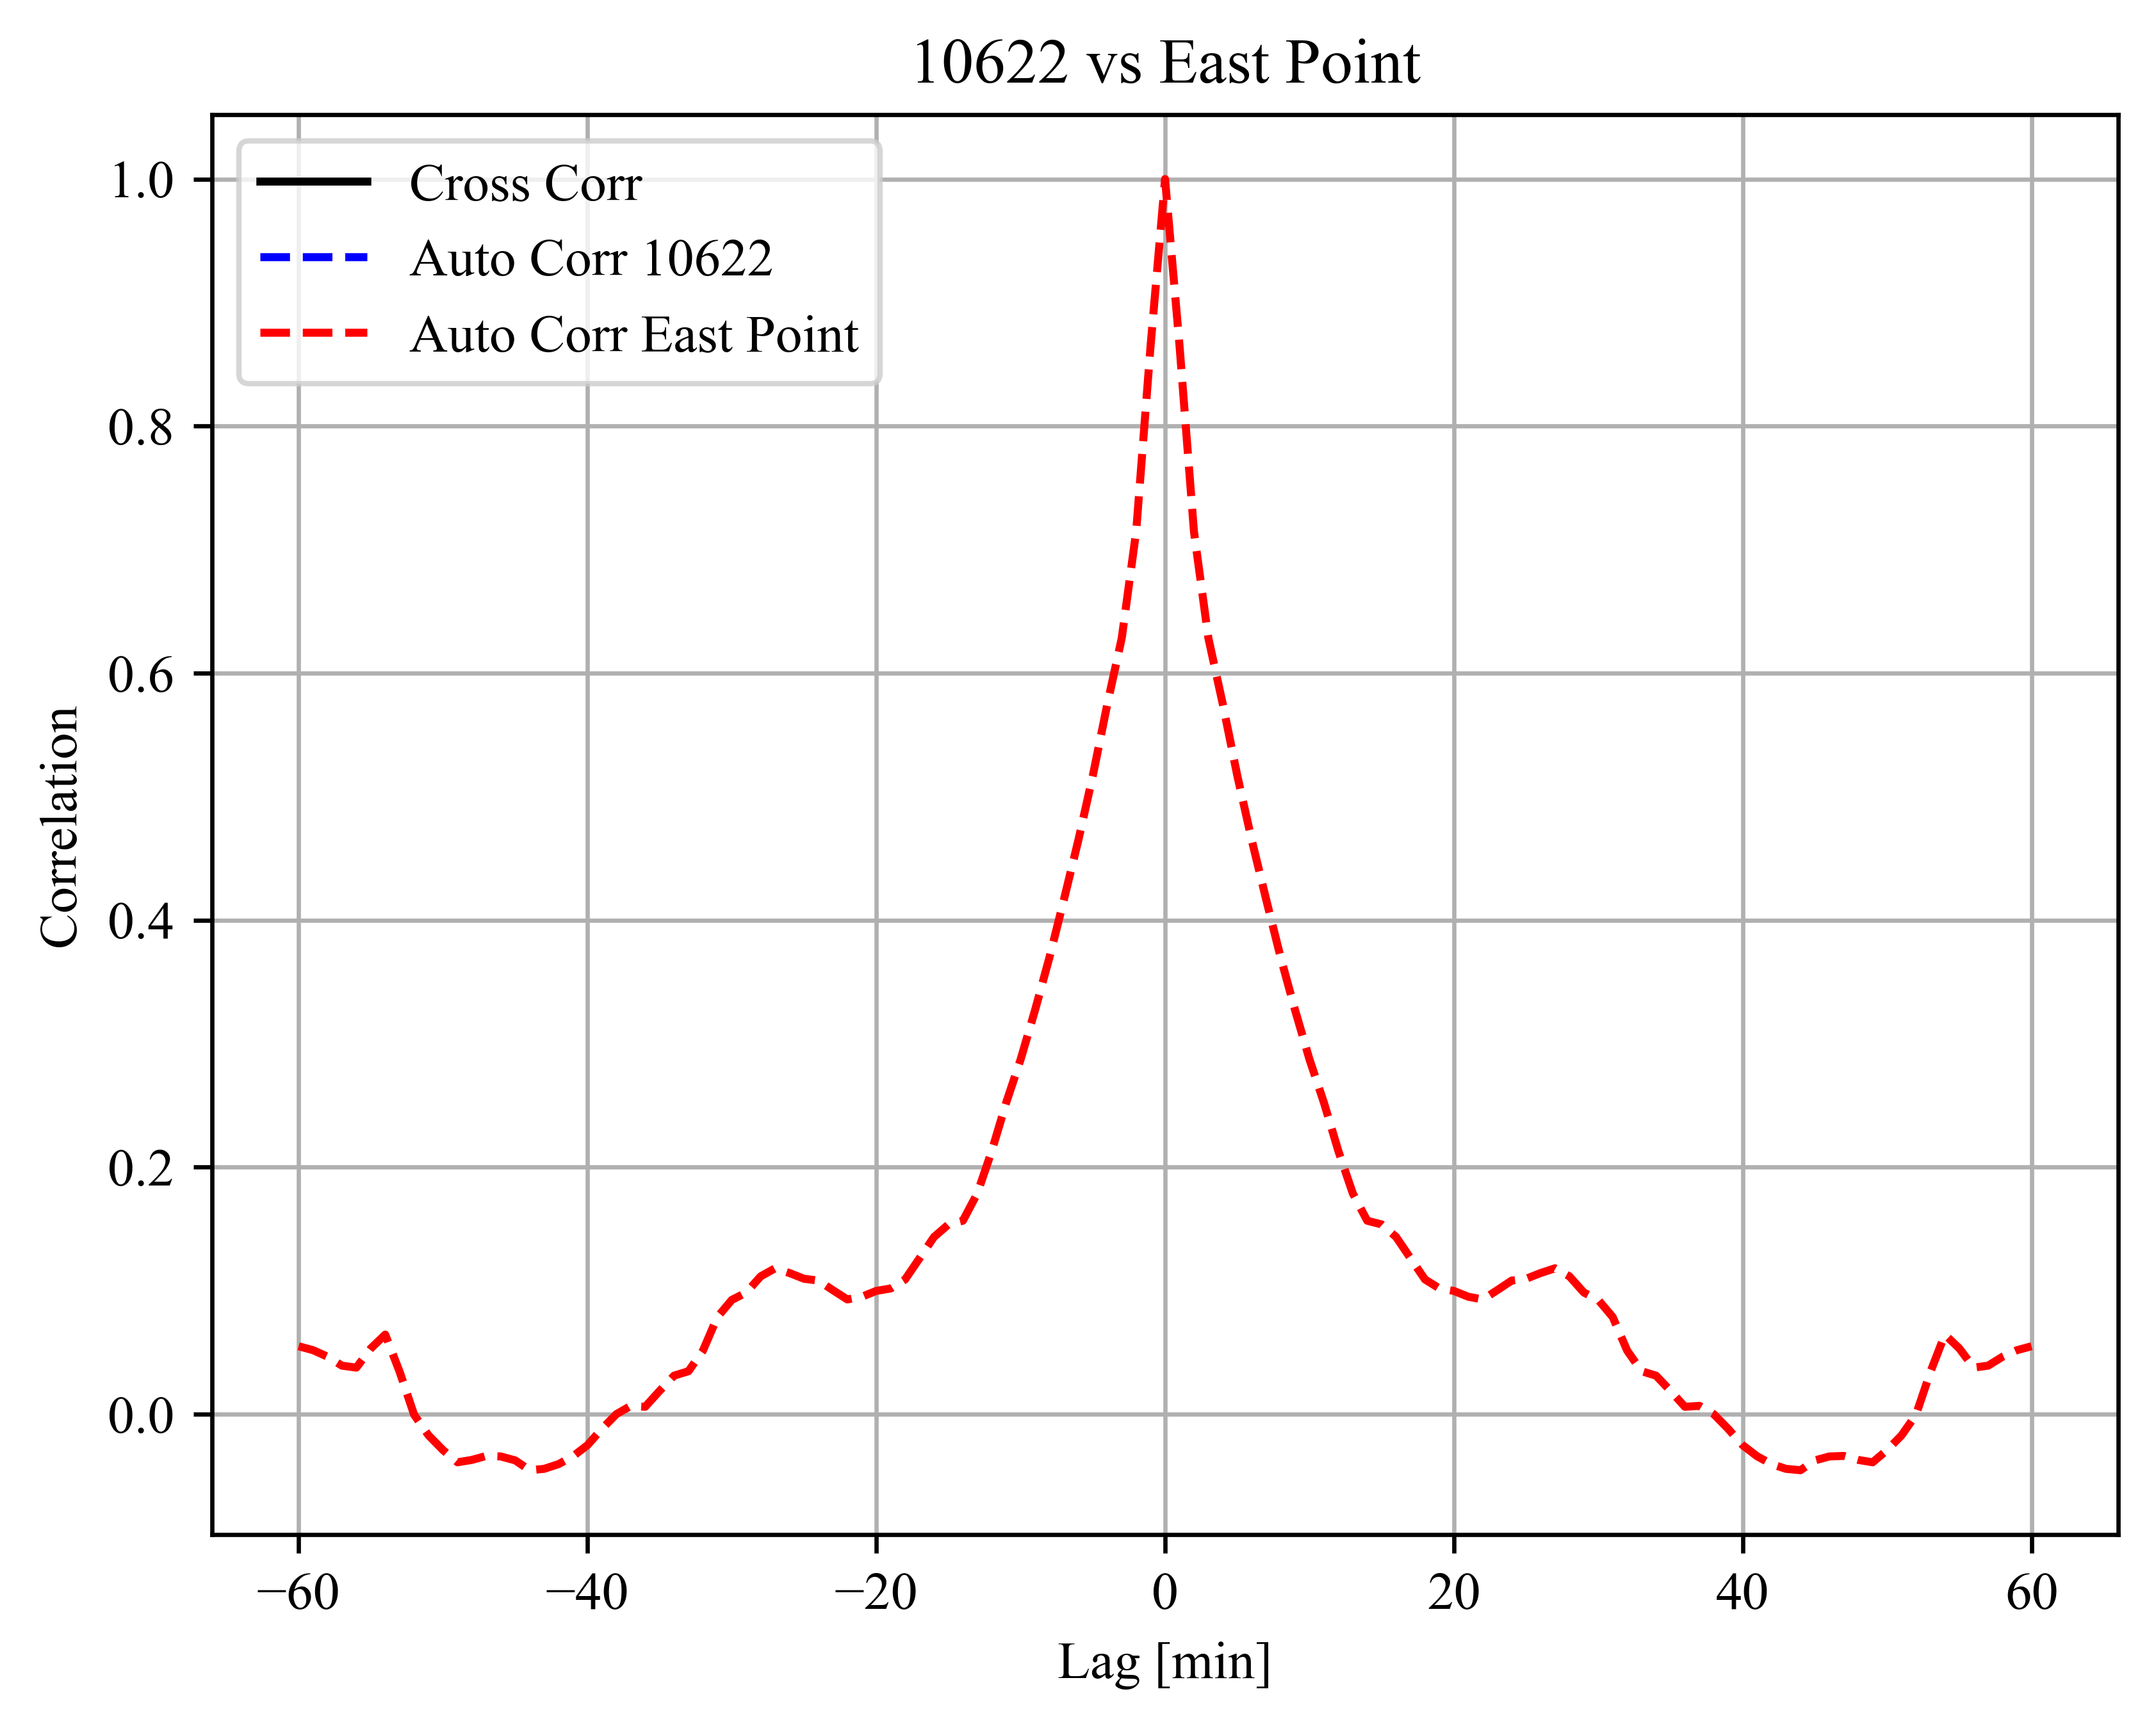 10622 vs East Point
Cross Corr
Auto Corr 10622
Auto Corr East Point
1.0
0.8
0.6
0.4
0.2
0.0
Correlation
−60 −40 −20 0 20 40 60
Lag [min]